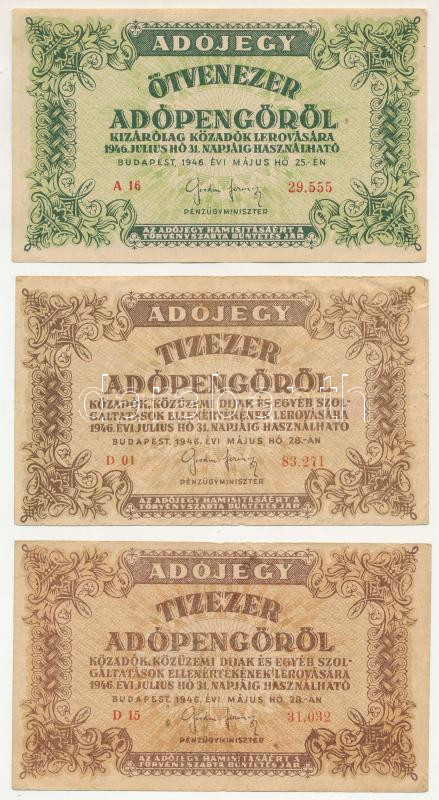 ADÓJEGY
ÖTVENEZER
ADÓPENGŐRŐL
KIZÁRÓLAG KÖZADÓK LEROVÁSÁRA
1946. JULIUS HÓ 31. NAPJÁIG HASZNÁLHATÓ
BUDAPEST, 1946. ÉVI MÁJUS HÓ 25.-ÉN
A 16 29.555
PÉNZÜGYMINISZTER
AZ ADÓJEGY HAMISITÁSÁÉRT A
TÖRVÉNYSZABTA BÜNTETÉS JÁR
ADÓJEGY
TIZEZER
ADÓPENGŐRŐL
KÖZADÓK, KÖZÜZEMI DIJAK ÉS EGYÉB SZOL-
GÁLTATÁSOK ELLENÉRTÉKÉNEK LEROVÁSÁRA
1946. ÉVI JULIUS HÓ 31. NAPJÁIG HASZNÁLHATÓ
BUDAPEST, 1946. ÉVI MÁJUS HÓ 28.-ÁN
D 01 83.271
PÉNZÜGYMINISZTER
AZ ADÓJEGY HAMISITÁSÁÉRT A
TÖRVÉNYSZABTA BÜNTETÉS JÁR
ADÓJEGY
TIZEZER
ADÓPENGŐRŐL
KÖZADÓK, KÖZÜZEMI DIJAK ÉS EGYÉB SZOL-
GÁLTATÁSOK ELLENÉRTÉKÉNEK LEROVÁSÁRA
1946. ÉVI JULIUS HÓ 31. NAPJÁIG HASZNÁLHATÓ
BUDAPEST, 1946. ÉVI MÁJUS HÓ 28.-ÁN
D 15 31.032
PÉNZÜGYMINISZTER
AZ ADÓJEGY HAMISITÁSÁÉRT A
TÖRVÉNYSZABTA BÜNTETÉS JÁR